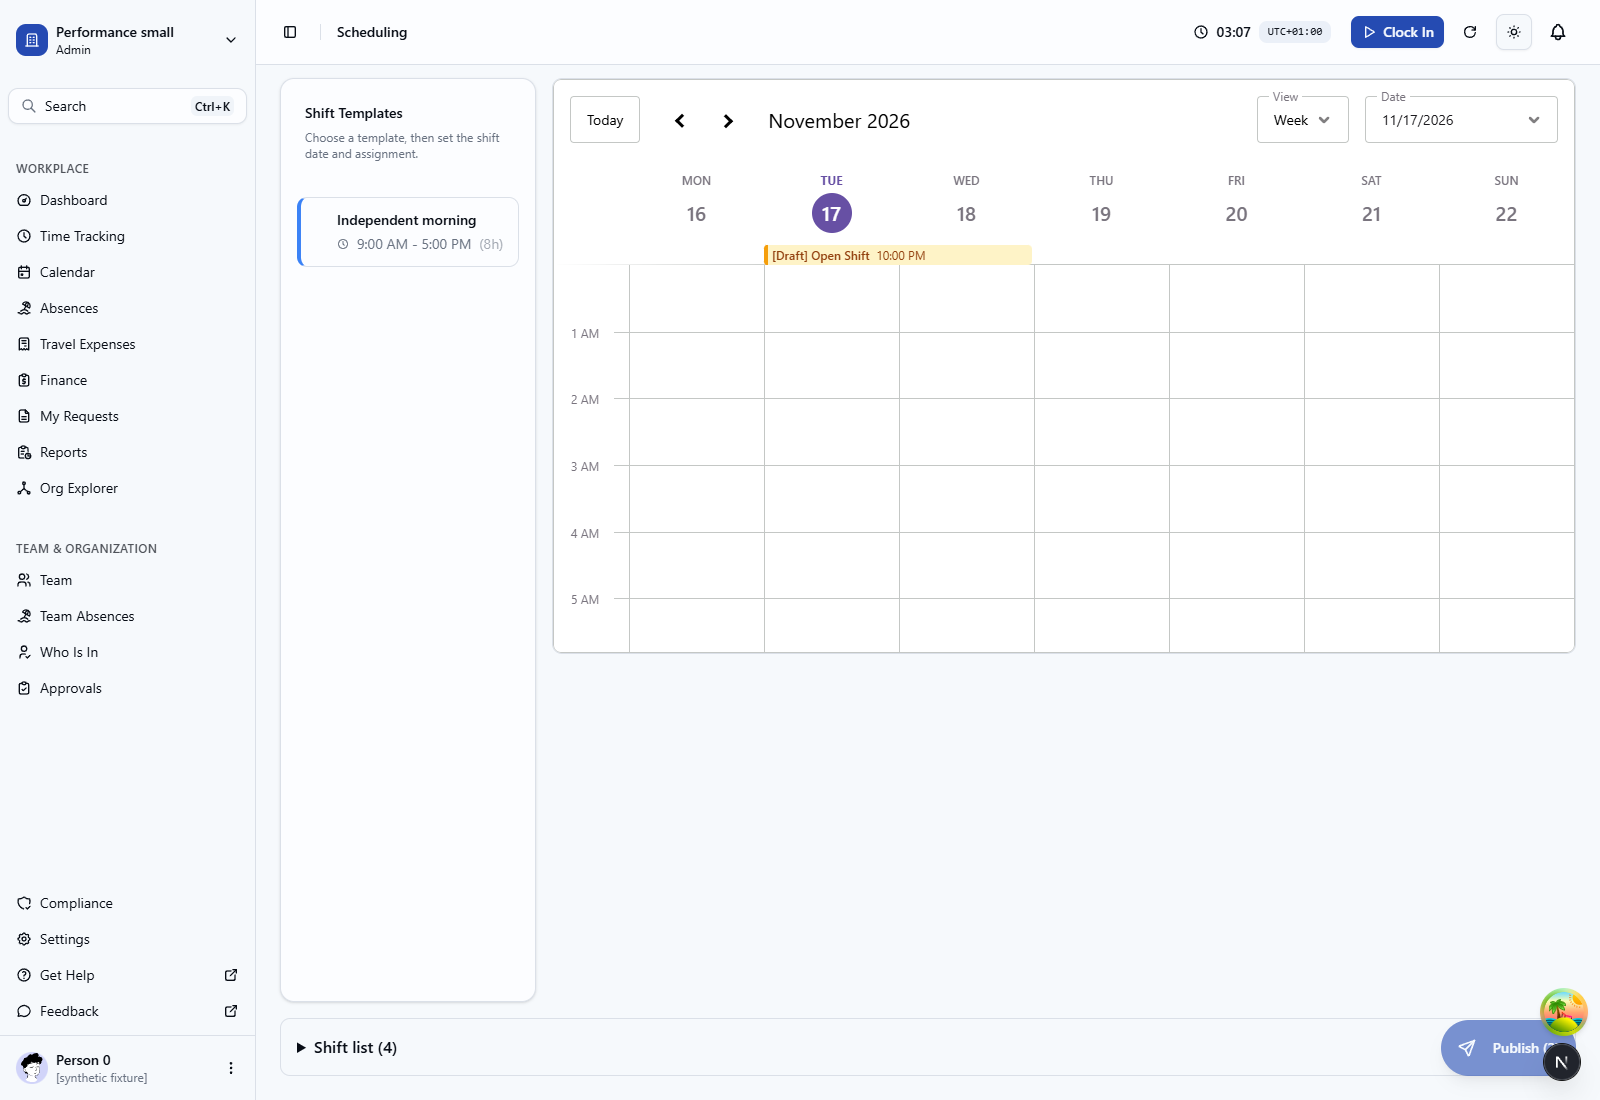 Performance small
Admin
Search
Ctrl+K
WORKPLACE
Dashboard
Time Tracking
Calendar
Absences
Travel Expenses
Finance
My Requests
Reports
Org Explorer
TEAM & ORGANIZATION
Team
Team Absences
Who Is In
Approvals
Compliance
Settings
Get Help
Feedback
Person 0
[synthetic fixture]
Scheduling
03:07
UTC+01:00
Clock In
Shift Templates
Choose a template, then set the shift
date and assignment.
Independent morning
9:00 AM - 5:00 PM (8h)
Today
November 2026
View
Week
Date
11/17/2026
MON
TUE
WED
THU
FRI
SAT
SUN
16
17
18
19
20
21
22
[Draft] Open Shift 10:00 PM
1 AM
2 AM
3 AM
4 AM
5 AM
Shift list (4)
Publish
N